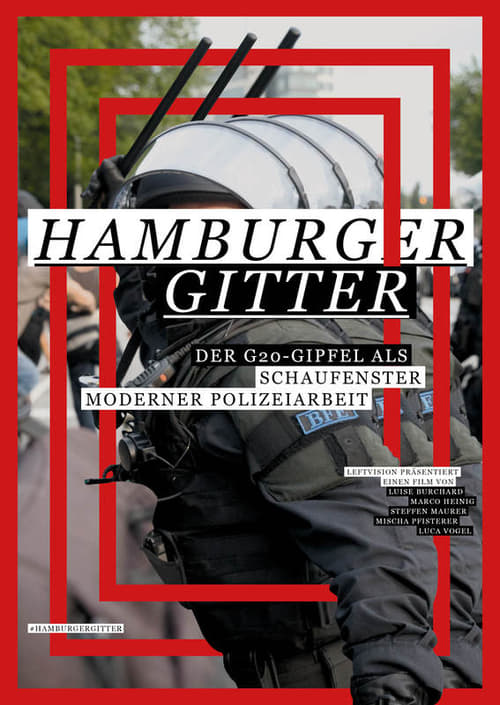 HAMBURGER
GITTER
DER G20-GIPFEL ALS
SCHAUFENSTER
MODERNER POLIZEIARBEIT
BFE
LEFTVISION PRÄSENTIERT
EINEN FILM VON
LUISE BURCHARD
MARCO HEINIG
STEFFEN MAURER
MISCHA PFISTERER
LUCA VOGEL
#HAMBURGERGITTER